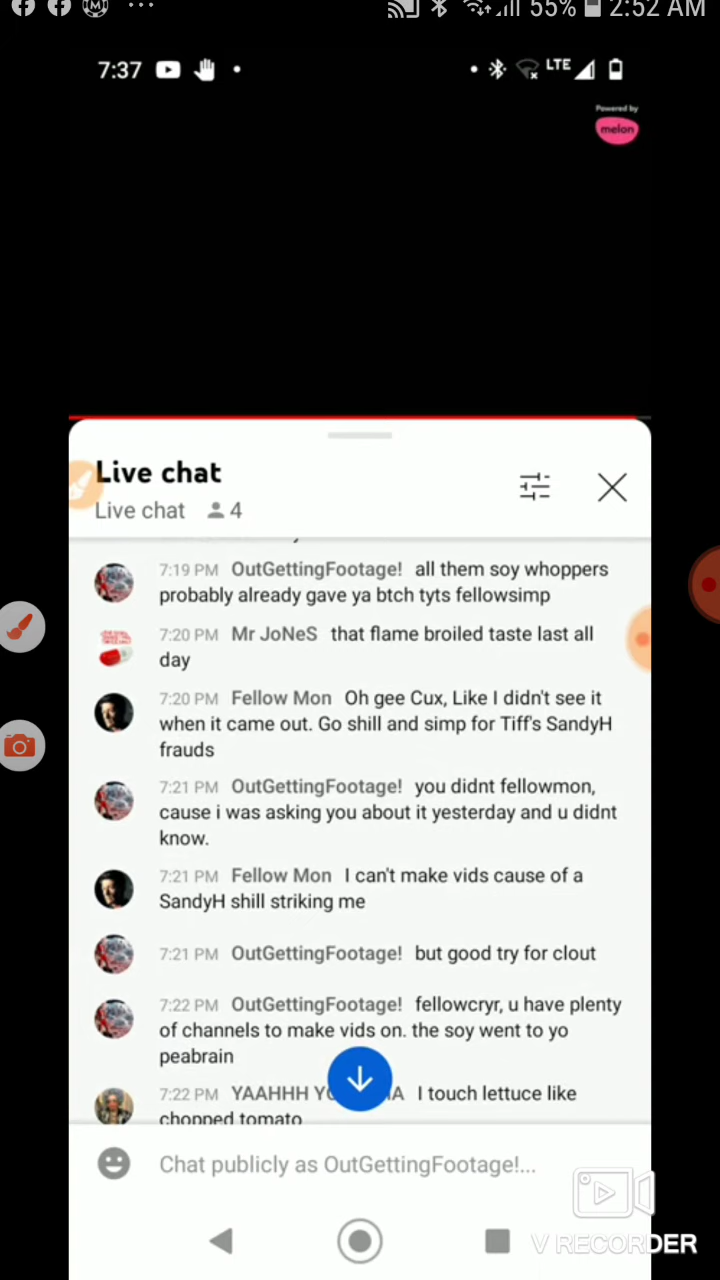 55% 2:52 AM
7:37 LTE
Powered by
melon
Live chat
Live chat 4
7:19 PM OutGettingFootage! all them soy whoppers
probably already gave ya btch tyts fellowsimp
7:20 PM Mr JoNeS that flame broiled taste last all
day
7:20 PM Fellow Mon Oh gee Cux, Like I didn't see it
when it came out. Go shill and simp for Tiff's SandyH
frauds
7:21 PM OutGettingFootage! you didnt fellowmon,
cause i was asking you about it yesterday and u didnt
know.
7:21 PM Fellow Mon I can't make vids cause of a
SandyH shill striking me
7:21 PM OutGettingFootage! but good try for clout
7:22 PM OutGettingFootage! fellowcryr, u have plenty
of channels to make vids on. the soy went to yo
peabrain
7:22 PM YAAHHH I touch lettuce like
chopped tomato
Chat publicly as OutGettingFootage!...
V RECORDER